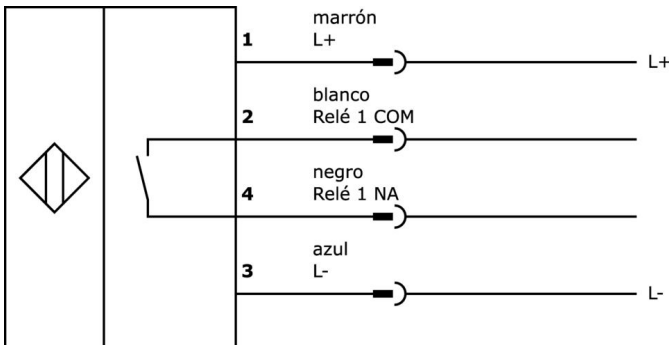 marrón
1 L+
L+
blanco
2 Relé 1 COM
negro
4 Relé 1 NA
azul
3 L-
L-